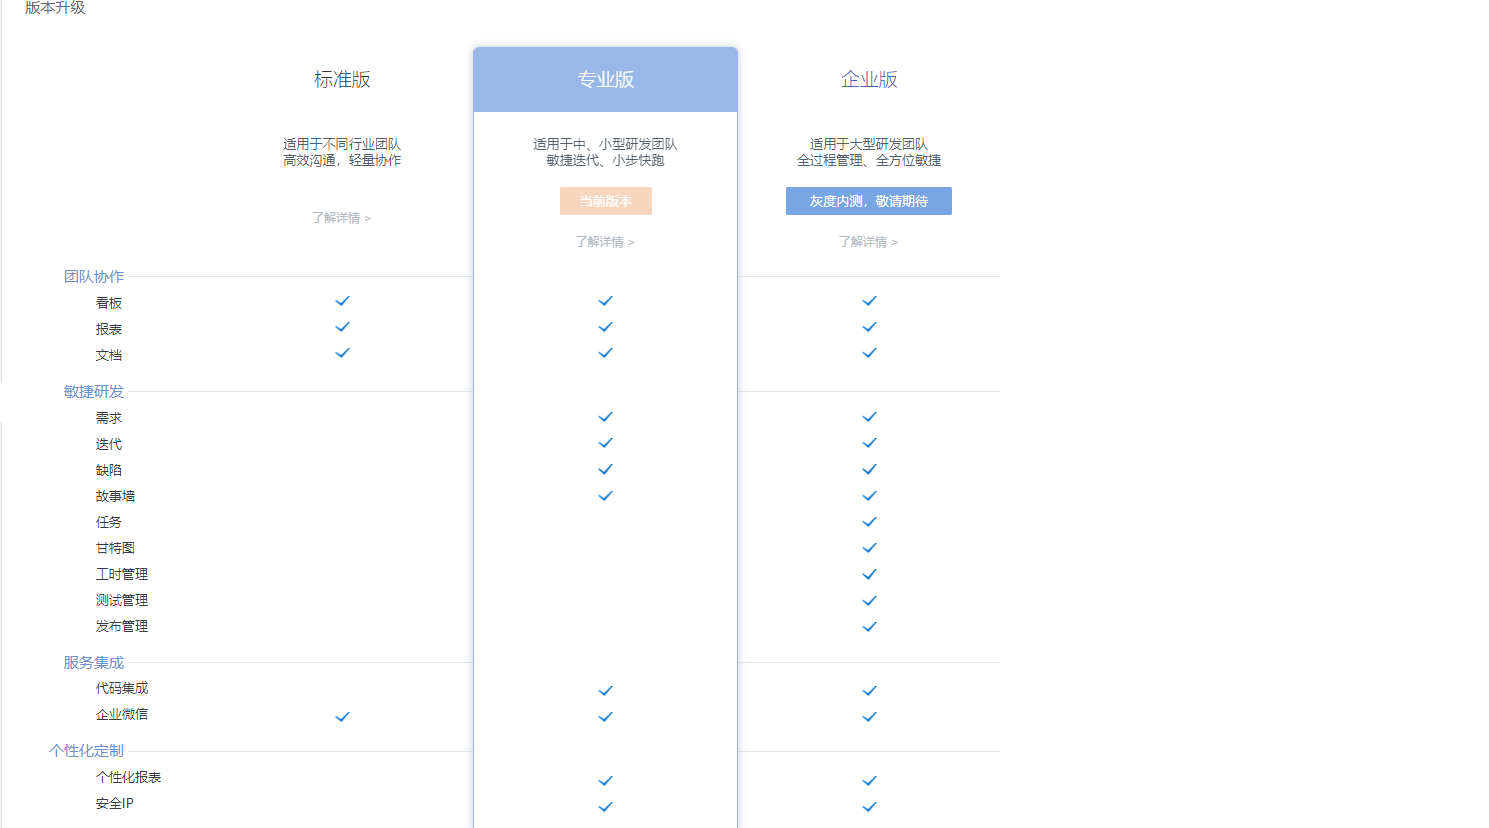 版本升级
标准版
专业版
企业版
适用于不同行业团队
高效沟通，轻量协作
适用于中、小型研发团队
敏捷迭代、小步快跑
适用于大型研发团队
全过程管理、全方位敏捷
当前版本
灰度内测，敬请期待
了解详情 >
了解详情 >
了解详情 >
团队协作
看板
报表
文档
敏捷研发
需求
迭代
缺陷
故事墙
任务
甘特图
工时管理
测试管理
发布管理
服务集成
代码集成
企业微信
个性化定制
个性化报表
安全IP